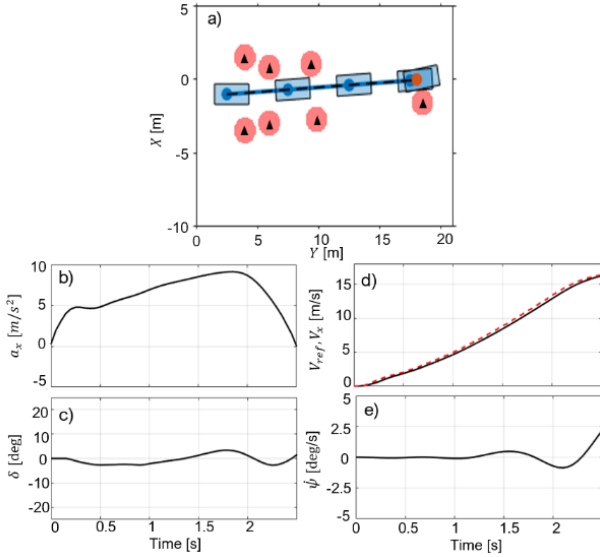 a)
5
0
-5
-10
X [m]
0 5 10 15 20
Y [m]
b)
10
5
0
-5
a_x [m/s²]
d)
15
10
5
0
V_ref, V_x [m/s]
c)
20
10
0
-10
-20
δ [deg]
0 0.5 1 1.5 2
Time [s]
e)
5
2.5
0
-2.5
-5
ψ̇ [deg/s]
0 0.5 1 1.5 2
Time [s]